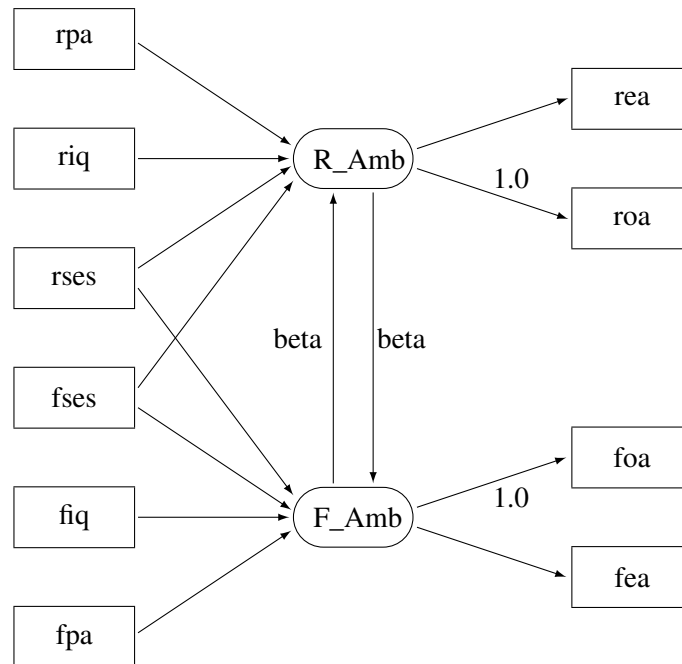 rpa
riq
rses
fses
fiq
fpa
R_Amb
F_Amb
beta
beta
1.0
1.0
rea
roa
foa
fea